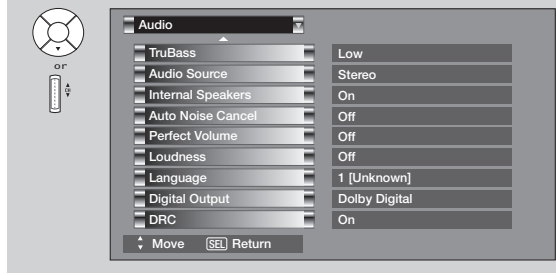 Audio
TruBass Low
or
Audio Source Stereo
CH
Internal Speakers On
Auto Noise Cancel Off
Perfect Volume Off
Loudness Off
Language 1 [Unknown]
Digital Output Dolby Digital
DRC On
Move SEL Return